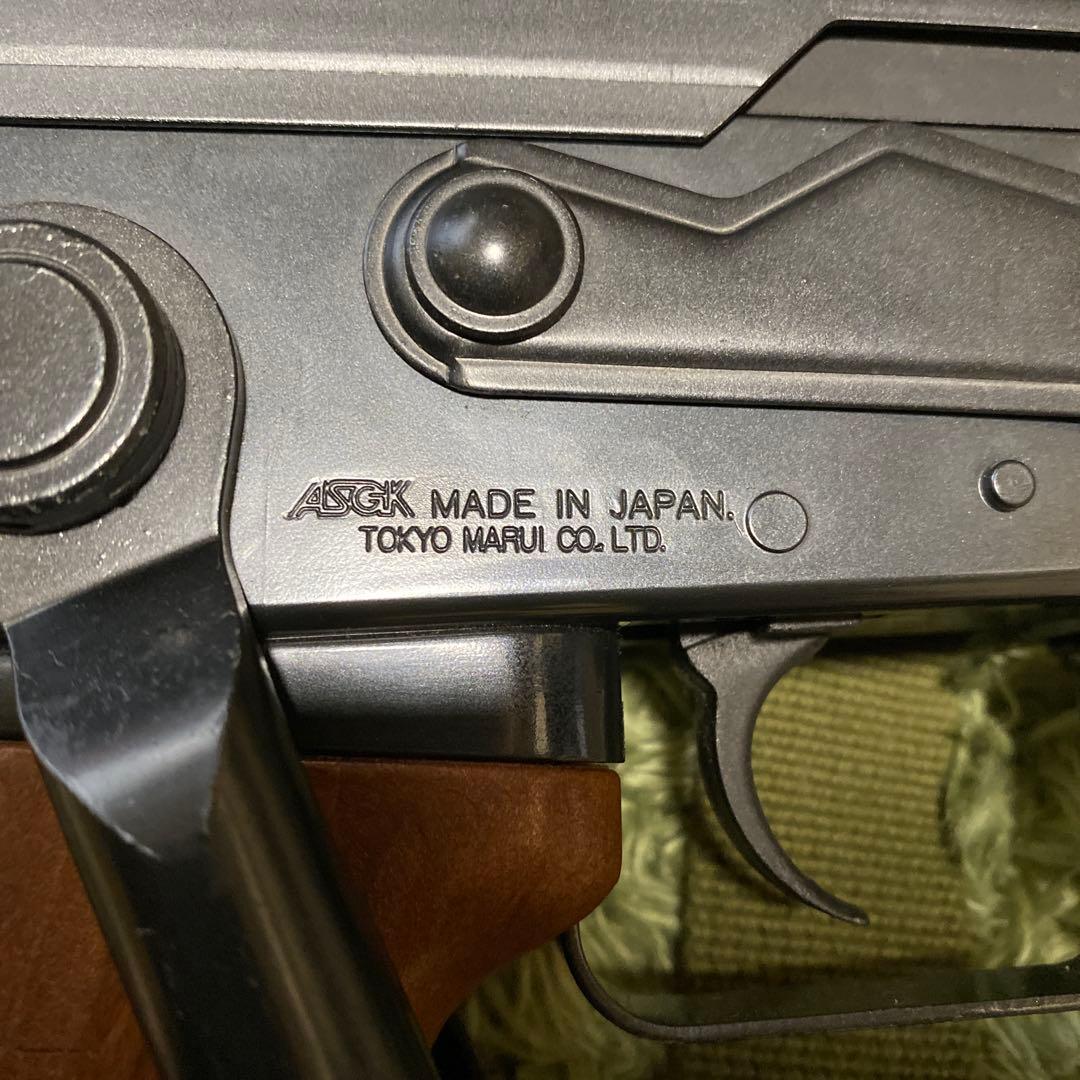 ASGK MADE IN JAPAN.
TOKYO MARUI CO. LTD.